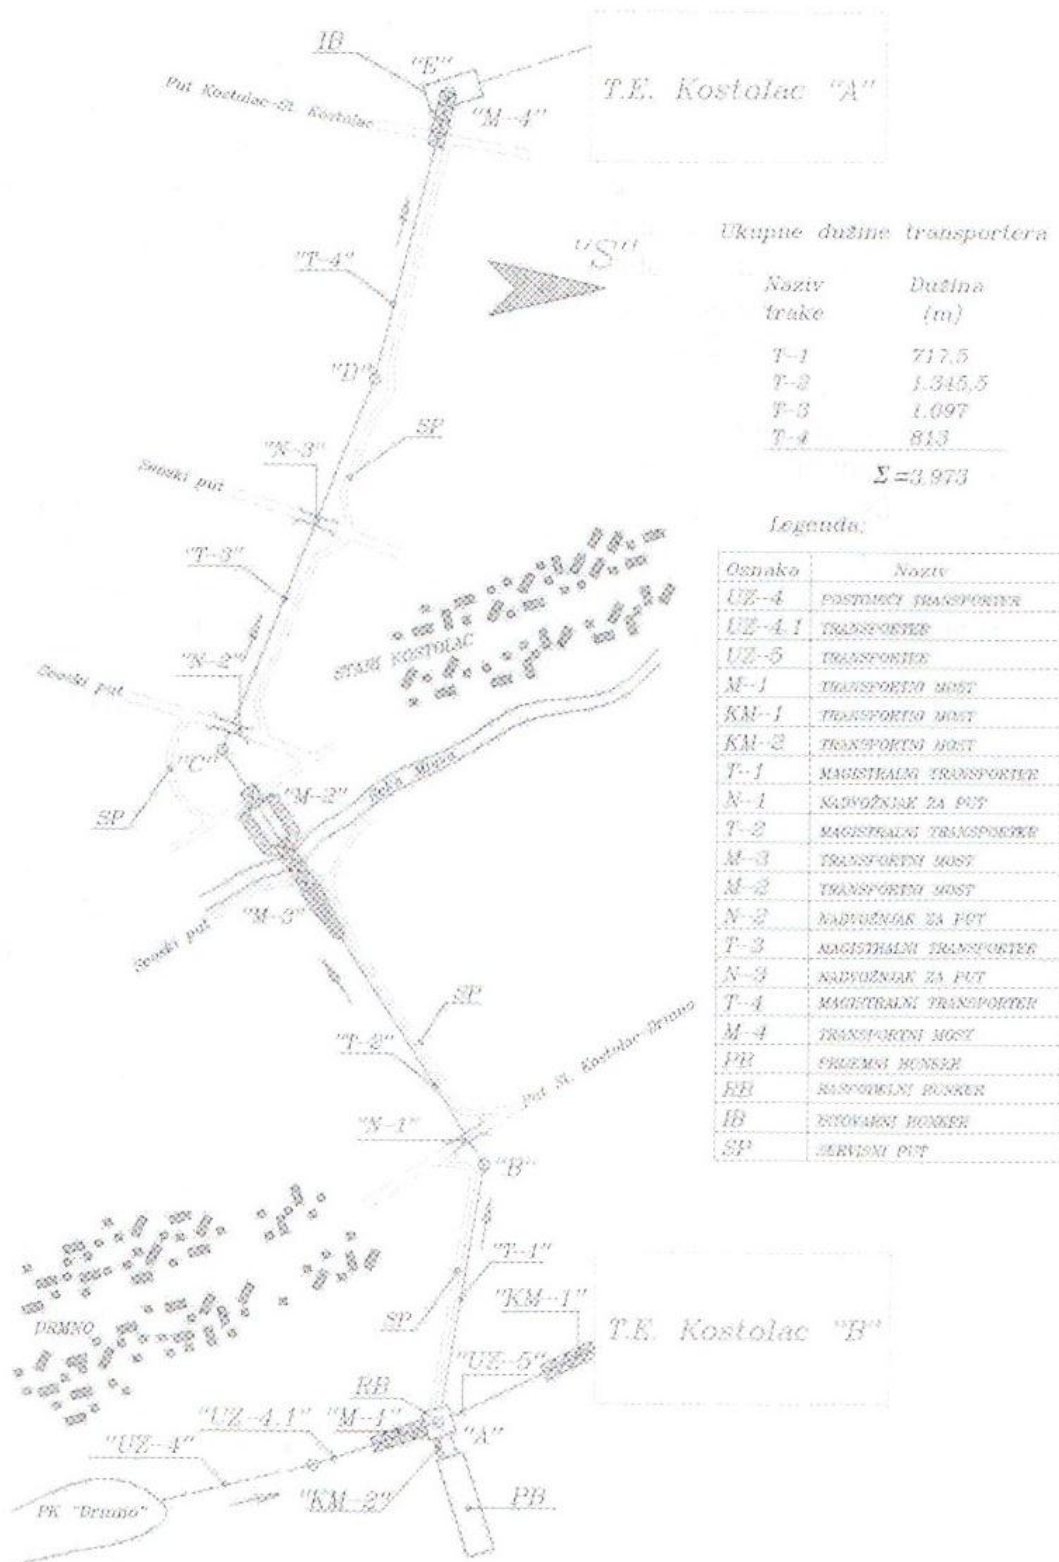 IB
"E"
T.E. Kostolac "A"
Put Kostolac-St. Kostolac
"M-4"
"S"
Ukupne dužine transportera
"T-4"
Naziv trake Dužina (m)
T-1 717,5
T-2 1.345,5
T-3 1.097
T-4 813
Σ=3.973
"D"
SP
"N-3"
Seoski put
"T-3"
Legenda:
Oznaka Naziv
UZ-4 POSTOJEĆI TRANSPORTER
UZ-4.1 TRANSPORTER
UZ-5 TRANSPORTER
M-1 TRANSPORTNI MOST
KM-1 TRANSPORTNI MOST
KM-2 TRANSPORTNI MOST
T-1 MAGISTRALNI TRANSPORTER
N-1 NADVOŽNJAK ZA PUT
T-2 MAGISTRALNI TRANSPORTER
M-3 TRANSPORTNI MOST
M-2 TRANSPORTNI MOST
N-2 NADVOŽNJAK ZA PUT
T-3 MAGISTRALNI TRANSPORTER
N-3 NADVOŽNJAK ZA PUT
T-4 MAGISTRALNI TRANSPORTER
M-4 TRANSPORTNI MOST
PB PRIJEMNI BUNKER
RB RASPODELNI BUNKER
IB ISTOVARNI BUNKER
SP SERVISNI PUT
STARI KOSTOLAC
"N-2"
Seoski put
"C"
"M-2"
Reka Mlava
SP
"M-3"
Seoski put
SP
"T-2"
Put St. Kostolac-Drmno
"N-1"
"B"
"T-1"
"KM-1"
SP
T.E. Kostolac "B"
DRMNO
"UZ-5"
RB
"M-1"
"UZ-4.1"
"A"
"UZ-4"
"KM-2"
PB
PK "Drmno"